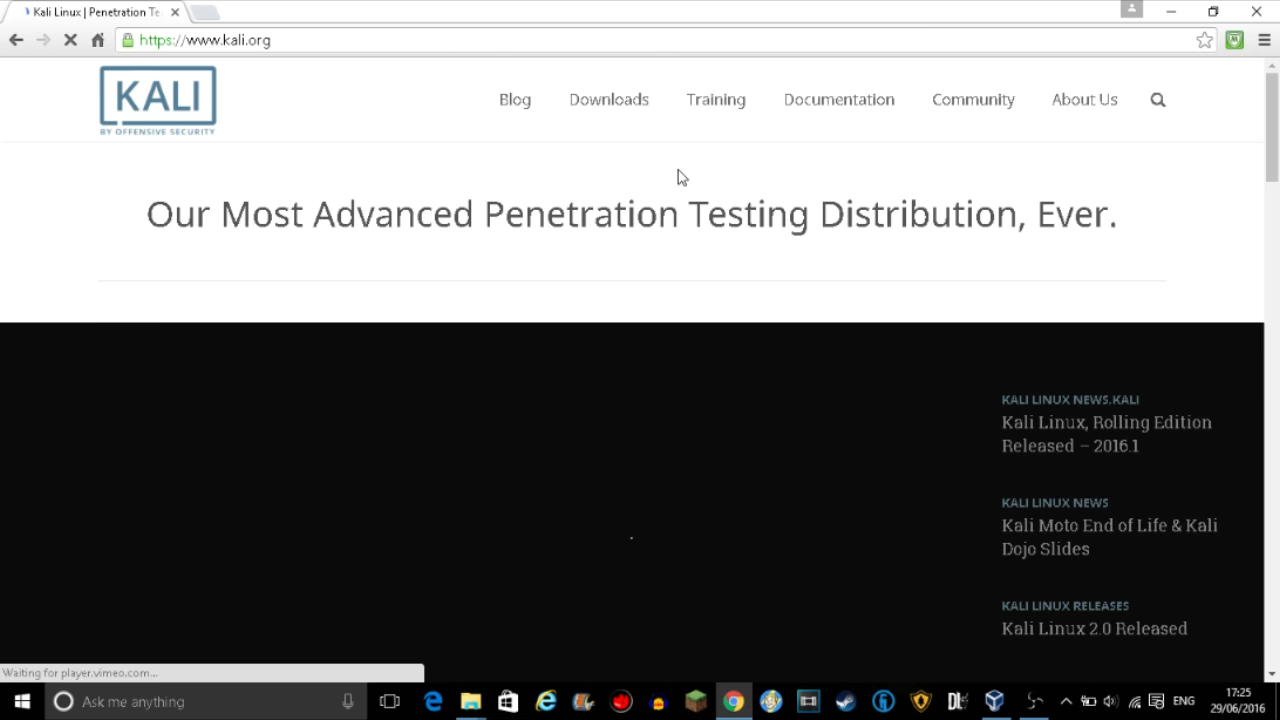 Kali Linux | Penetration Te
https://www.kali.org
KALI
BY OFFENSIVE SECURITY
Blog
Downloads
Training
Documentation
Community
About Us
Our Most Advanced Penetration Testing Distribution, Ever.
KALI LINUX NEWS.KALI
Kali Linux, Rolling Edition
Released – 2016.1
KALI LINUX NEWS
Kali Moto End of Life & Kali
Dojo Slides
KALI LINUX RELEASES
Kali Linux 2.0 Released
Waiting for player.vimeo.com...
Ask me anything
ENG
17:25
29/06/2016